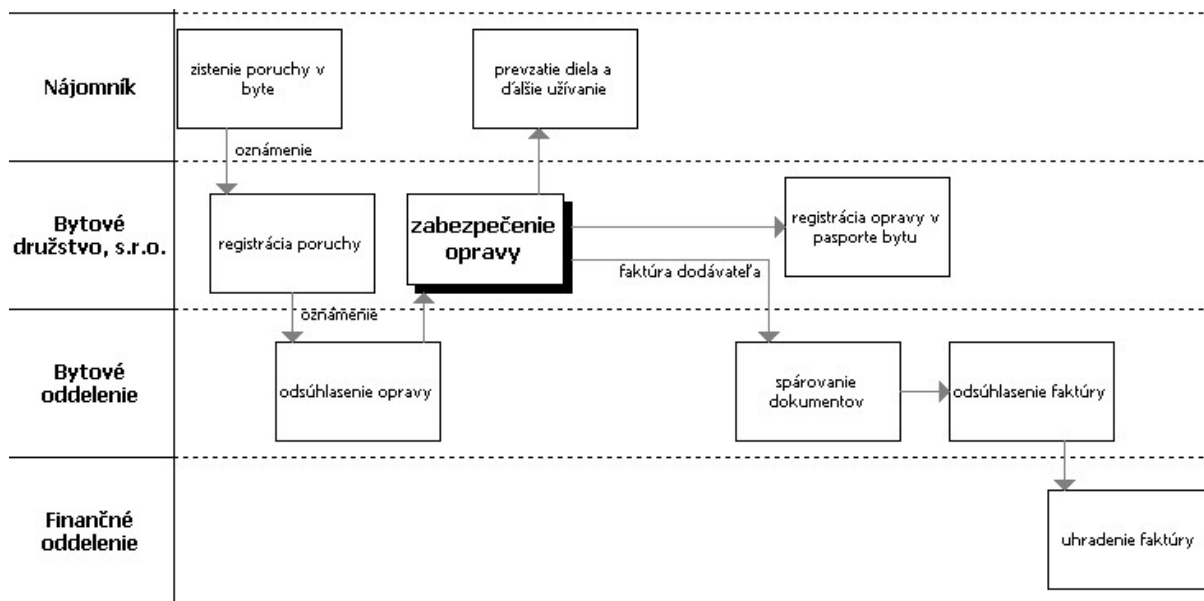 Nájomník
zistenie poruchy v
byte
prevzatie diela a
ďalšie užívanie
oznámenie
Bytové
družstvo, s.r.o.
registrácia poruchy
zabezpečenie
opravy
registrácia opravy v
pasporte bytu
faktúra dodávateľa
oznámenie
Bytové
oddelenie
odsúhlasenie opravy
spárovanie
dokumentov
odsúhlasenie faktúry
Finančné
oddelenie
uhradenie faktúry